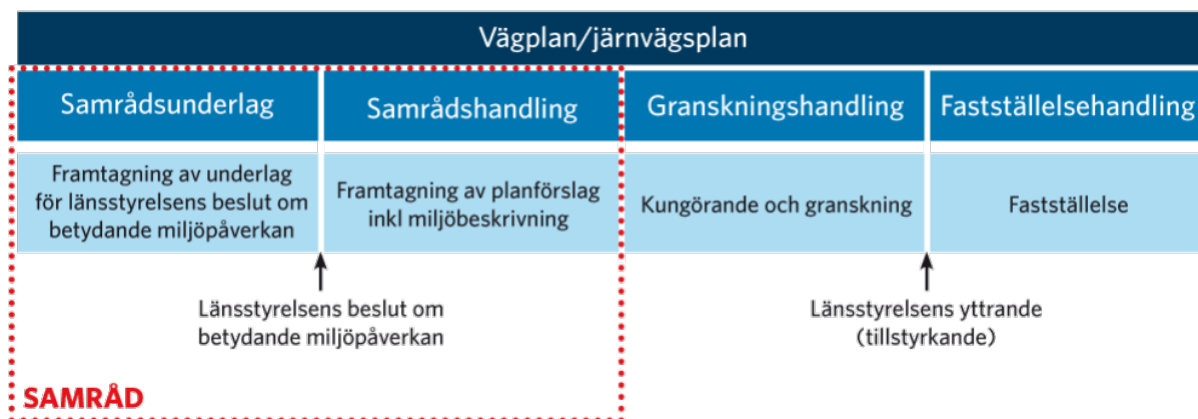 Vägplan/järnvägsplan
Samrådsunderlag
Samrådshandling
Granskningshandling
Fastställelsehandling
Framtagning av underlag
för länsstyrelsens beslut om
betydande miljöpåverkan
Framtagning av planförslag
inkl miljöbeskrivning
Kungörande och granskning
Fastställelse
Länsstyrelsens beslut om
betydande miljöpåverkan
Länsstyrelsens yttrande
(tillstyrkande)
SAMRÅD